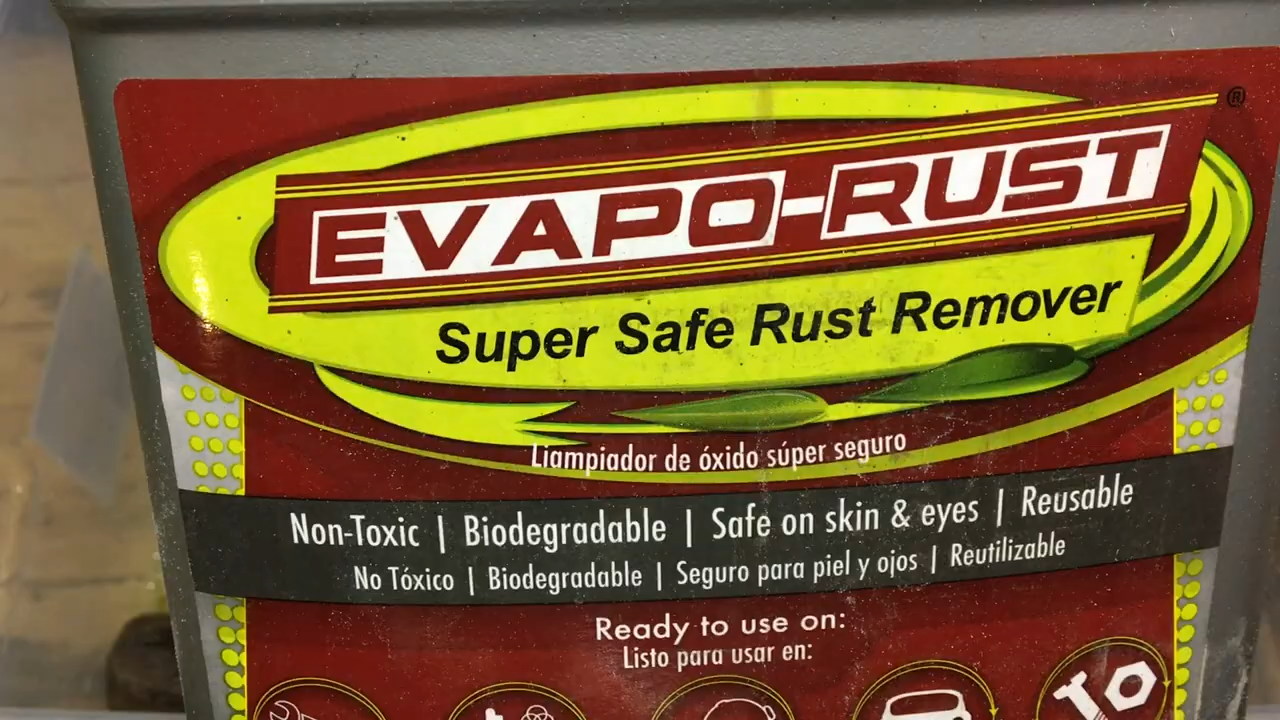 EVAPO-RUST®
Super Safe Rust Remover
Liampiador de óxido súper seguro
Non-Toxic | Biodegradable | Safe on skin & eyes | Reusable
No Tóxico | Biodegradable | Seguro para piel y ojos | Reutilizable
Ready to use on:
Listo para usar en: